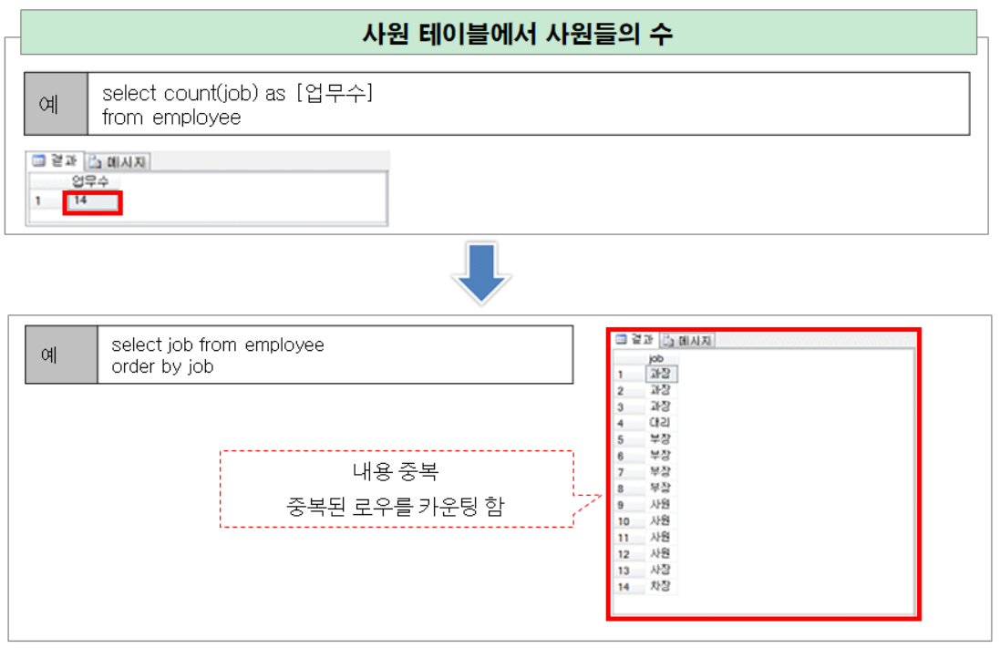 사원 테이블에서 사원들의 수
예
select count(job) as [업무수]
from employee
결과 메시지
업무수
1 14
예
select job from employee
order by job
내용 중복
중복된 로우를 카운팅 함
결과 메시지
job
1 과장
2 과장
3 과장
4 대리
5 부장
6 부장
7 부장
8 부장
9 사원
10 사원
11 사원
12 사원
13 사장
14 차장